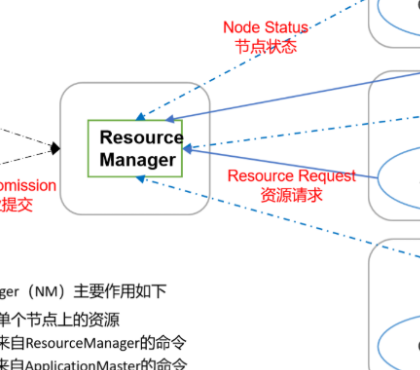 Node Status
节点状态
Resource
Manager
Resource Request
资源请求
omission
提交
ger（NM）主要作用如下
单个节点上的资源
来自ResourceManager的命令
来自ApplicationMaster的命令